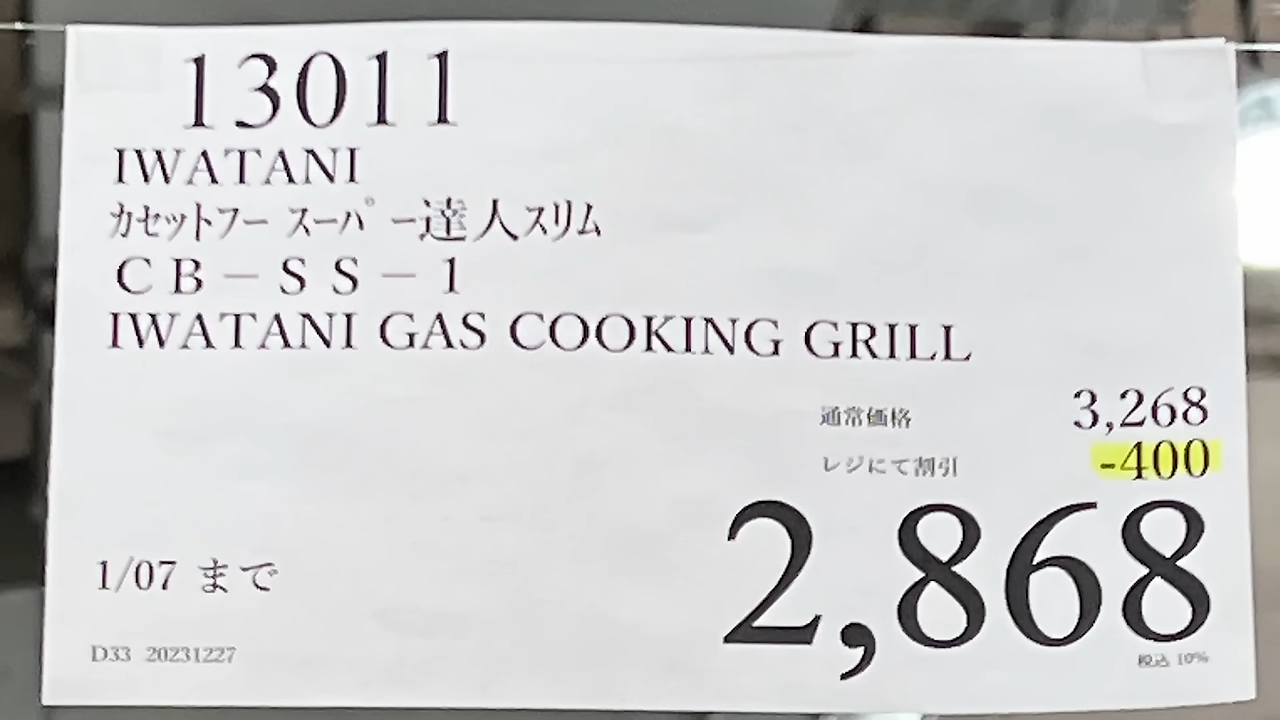 13011
IWATANI
カセットフー スーパー達人スリム
CB-SS-1
IWATANI GAS COOKING GRILL
通常価格 3,268
レジにて割引 -400
2,868
1/07 まで
税込 10%
D33 20231227